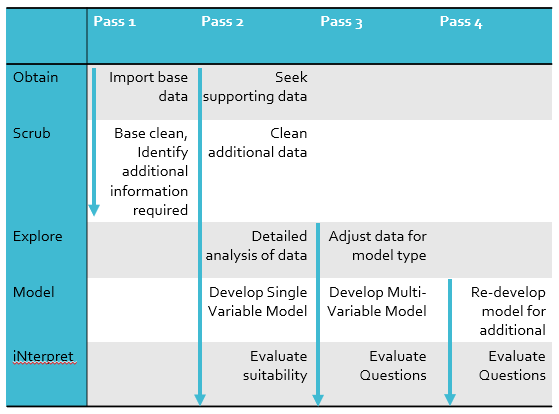 Pass 1 Pass 2 Pass 3 Pass 4
Obtain Import base Seek
data supporting data
Scrub Base clean, Clean
Identify additional data
additional
information
required
Explore Detailed Adjust data for
analysis of data model type
Model Develop Single Develop Multi- Re-develop
Variable Model Variable Model model for
additional
iNterpret Evaluate Evaluate Evaluate
suitability Questions Questions